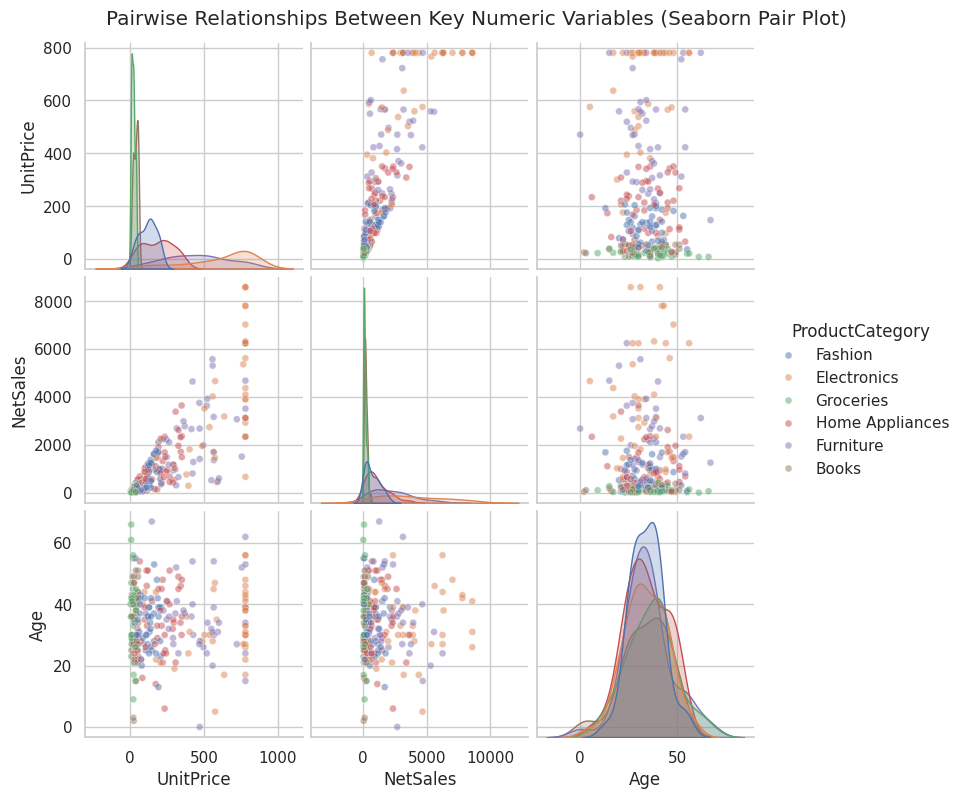 Pairwise Relationships Between Key Numeric Variables (Seaborn Pair Plot)
800
600
400
200
0
UnitPrice
8000
6000
4000
2000
0
NetSales
60
40
20
0
Age
0 500 1000
UnitPrice
0 5000 10000
NetSales
0 50
Age
ProductCategory
Fashion
Electronics
Groceries
Home Appliances
Furniture
Books